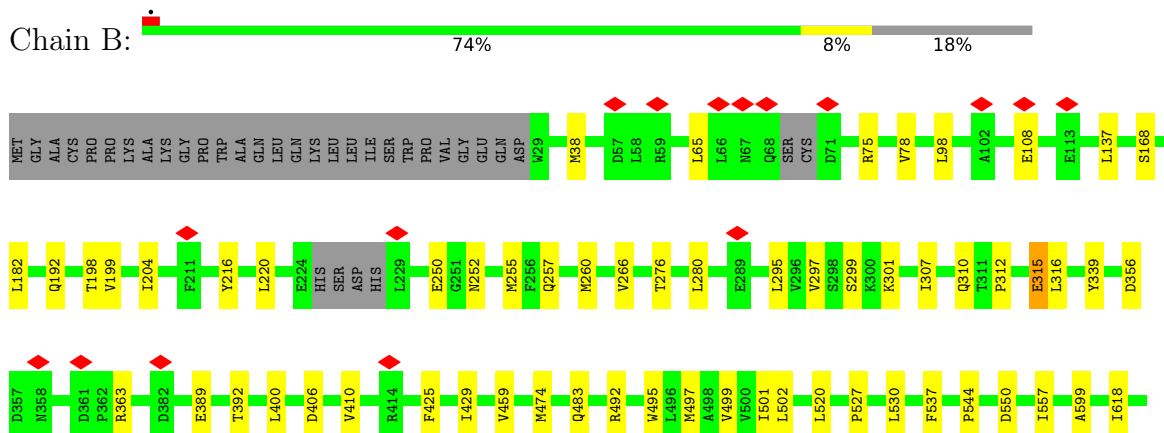 Chain B:
74% 8% 18%
MET GLY ALA CYS PRO PRO LYS ALA LYS GLY PRO TRP ALA GLN LEU GLN LYS LEU LEU ILE SER TRP PRO VAL GLY GLU GLN ASP W29 M38 D57 L58 R59 L65 L66 N67 Q68 SER CYS D71 R75 V78 L98 A102 E108 E113 L137 S168
L182 Q192 T198 V199 I204 F211 Y216 L220 E224 HIS SER ASP HIS L229 E250 G251 N252 M255 F256 Q257 M260 V266 T276 L280 E289 L295 V296 V297 S298 S299 K300 K301 I307 Q310 T311 P312 E315 L316 Y339 D356
D357 N358 D361 P362 R363 D382 E389 T392 L400 D406 V410 R414 F425 I429 V459 M474 Q483 R492 W495 L496 M497 A498 V499 V500 I501 L502 L520 P527 L530 F537 P544 D550 I557 A599 I618